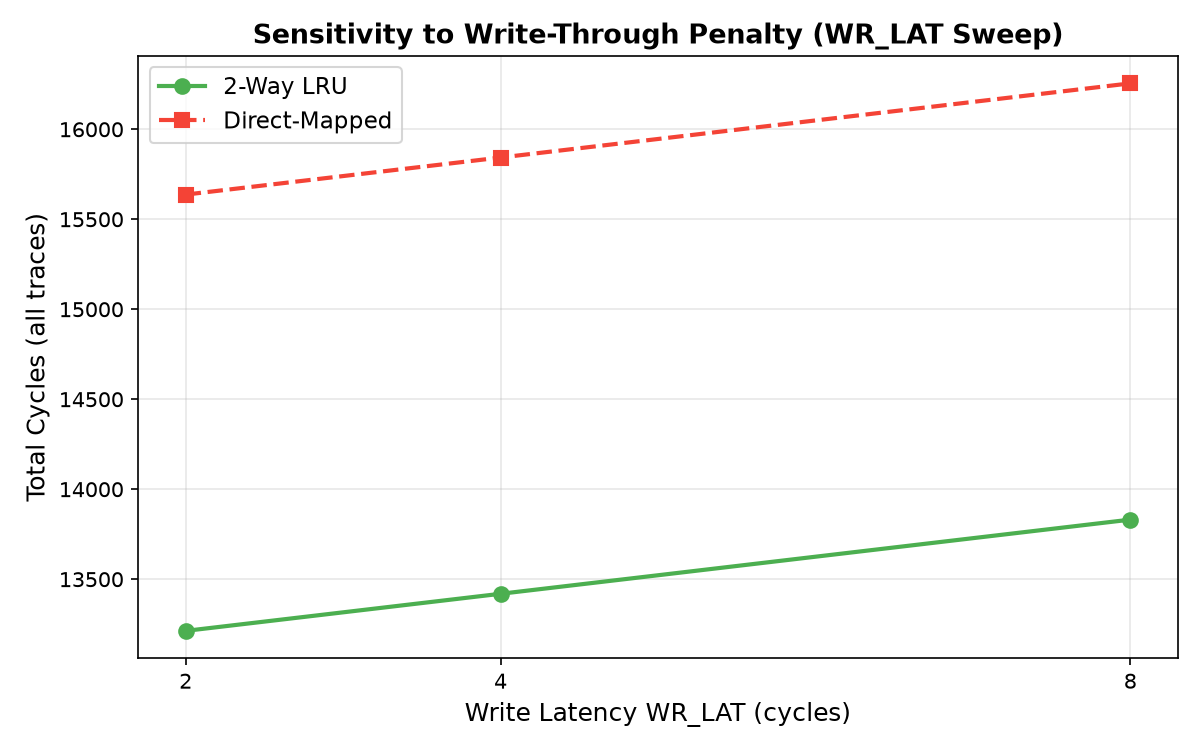 Sensitivity to Write-Through Penalty (WR_LAT Sweep)
2-Way LRU
Direct-Mapped
Total Cycles (all traces)
16000
15500
15000
14500
14000
13500
2
4
8
Write Latency WR_LAT (cycles)